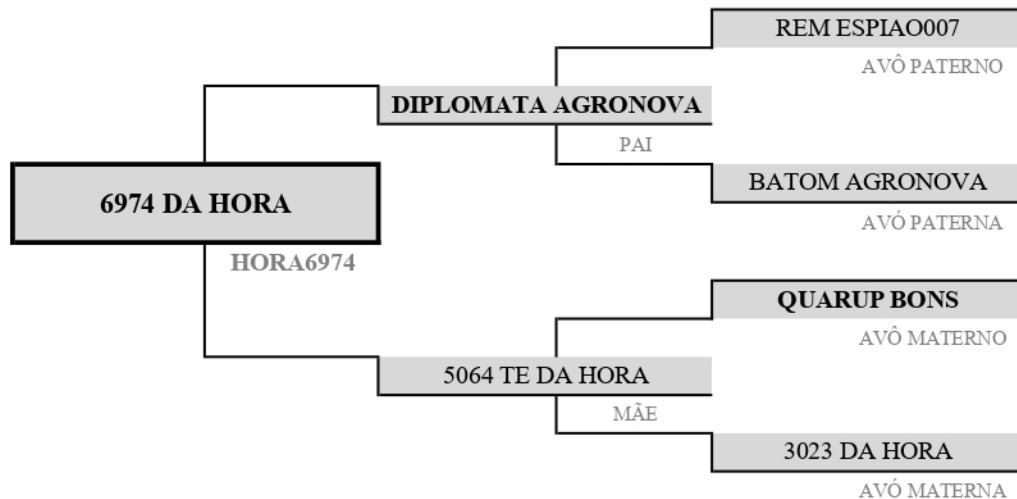 REM ESPIAO007
AVÔ PATERNO
DIPLOMATA AGRONOVA
PAI
BATOM AGRONOVA
AVÓ PATERNA
6974 DA HORA
HORA6974
QUARUP BONS
AVÔ MATERNO
5064 TE DA HORA
MÃE
3023 DA HORA
AVÓ MATERNA